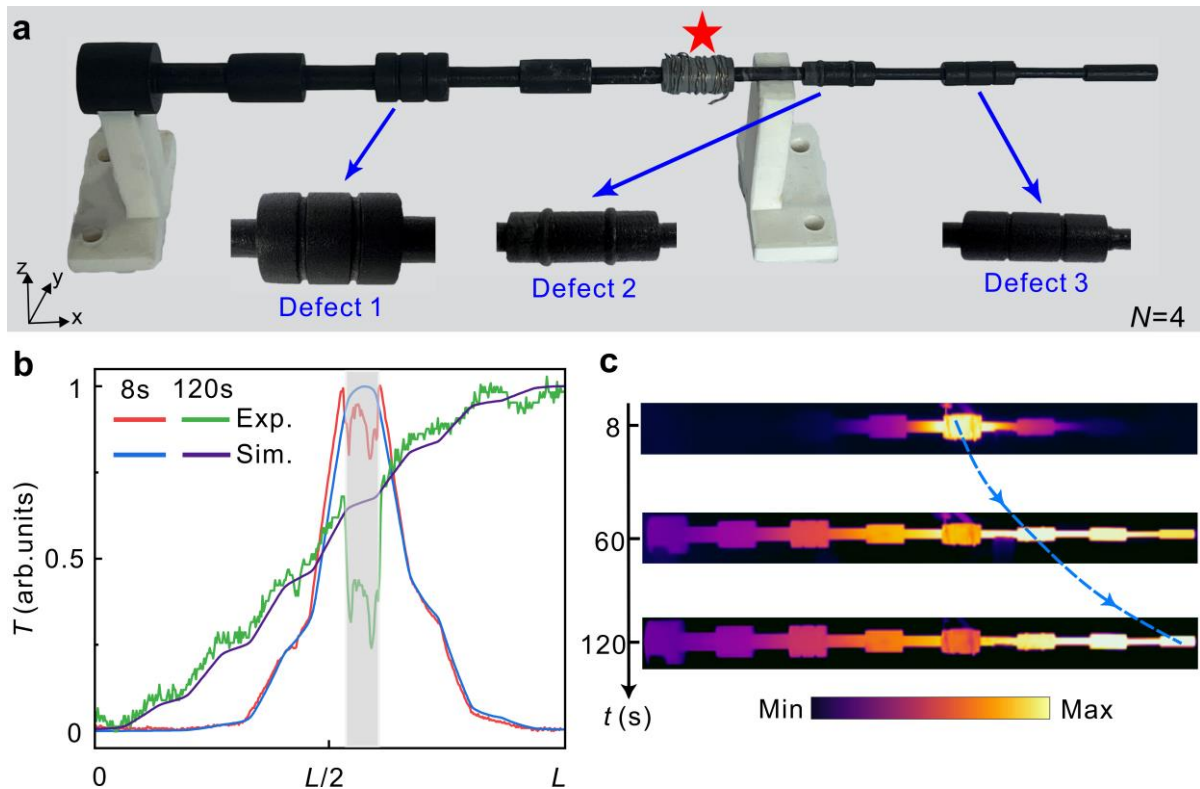 a
z
y
x
Defect 1
Defect 2
Defect 3
N=4
b
8s 120s
Exp.
Sim.
T (arb.units)
1
0.5
0
0 L/2 L
c
8
60
120
t (s)
Min Max